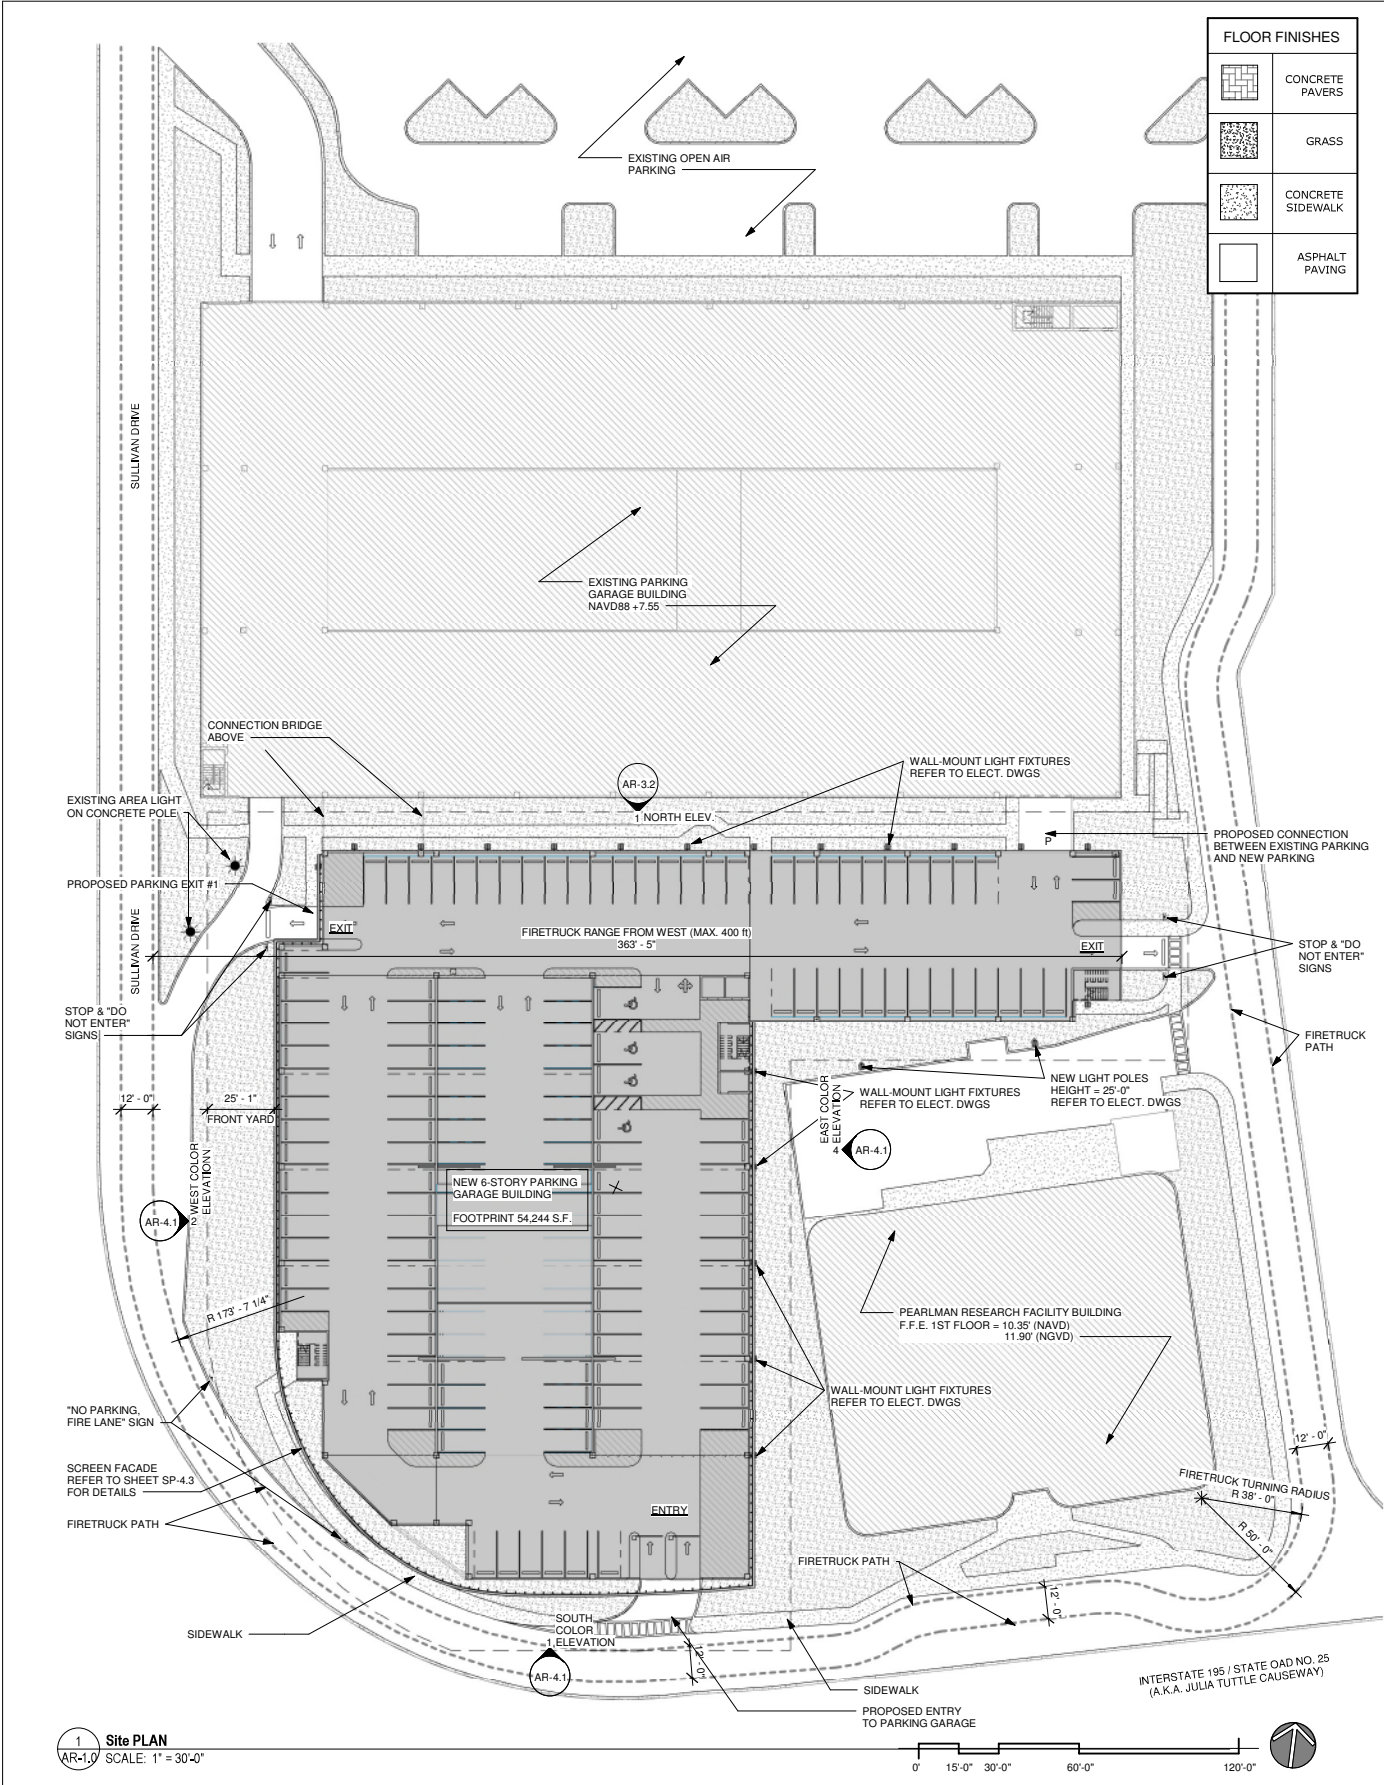 FLOOR FINISHES
CONCRETE
PAVERS
GRASS
CONCRETE
SIDEWALK
ASPHALT
PAVING
EXISTING OPEN AIR
PARKING
SULLIVAN DRIVE
EXISTING PARKING
GARAGE BUILDING
NAVD88 +7.55
CONNECTION BRIDGE
ABOVE
WALL-MOUNT LIGHT FIXTURES
REFER TO ELECT. DWGS
AR-3.2
1 NORTH ELEV.
EXISTING AREA LIGHT
ON CONCRETE POLE
P
PROPOSED CONNECTION
BETWEEN EXISTING PARKING
AND NEW PARKING
PROPOSED PARKING EXIT #1
SULLIVAN DRIVE
EXIT
FIRETRUCK RANGE FROM WEST (MAX. 400 ft)
363' - 5"
EXIT
STOP & "DO
NOT ENTER"
SIGNS
STOP & "DO
NOT ENTER"
SIGNS
FIRETRUCK
PATH
12' - 0"
25' - 1"
FRONT YARD
NEW LIGHT POLES
HEIGHT = 25'-0"
REFER TO ELECT. DWGS
WALL-MOUNT LIGHT FIXTURES
REFER TO ELECT. DWGS
EAST COLOR
ELEVATION
4
AR-4.1
WEST COLOR
ELEVATIONN
2
AR-4.1
NEW 6-STORY PARKING
GARAGE BUILDING
FOOTPRINT 54,244 S.F.
R 173' - 7 1/4"
PEARLMAN RESEARCH FACILITY BUILDING
F.F.E. 1ST FLOOR = 10.35' (NAVD)
11.90' (NGVD)
WALL-MOUNT LIGHT FIXTURES
REFER TO ELECT. DWGS
"NO PARKING,
FIRE LANE" SIGN
SCREEN FACADE
REFER TO SHEET SP-4.3
FOR DETAILS
FIRETRUCK PATH
12' - 0"
FIRETRUCK TURNING RADIUS
R 38' - 0"
R 50' - 0"
ENTRY
FIRETRUCK PATH
12' - 0"
SIDEWALK
SOUTH
COLOR
1 ELEVATION
AR-4.1
12' - 0"
SIDEWALK
PROPOSED ENTRY
TO PARKING GARAGE
INTERSTATE 195 / STATE OAD NO. 25
(A.K.A. JULIA TUTTLE CAUSEWAY)
1
AR-1.0
Site PLAN
SCALE: 1" = 30'-0"
0' 15'-0" 30'-0" 60'-0" 120'-0"